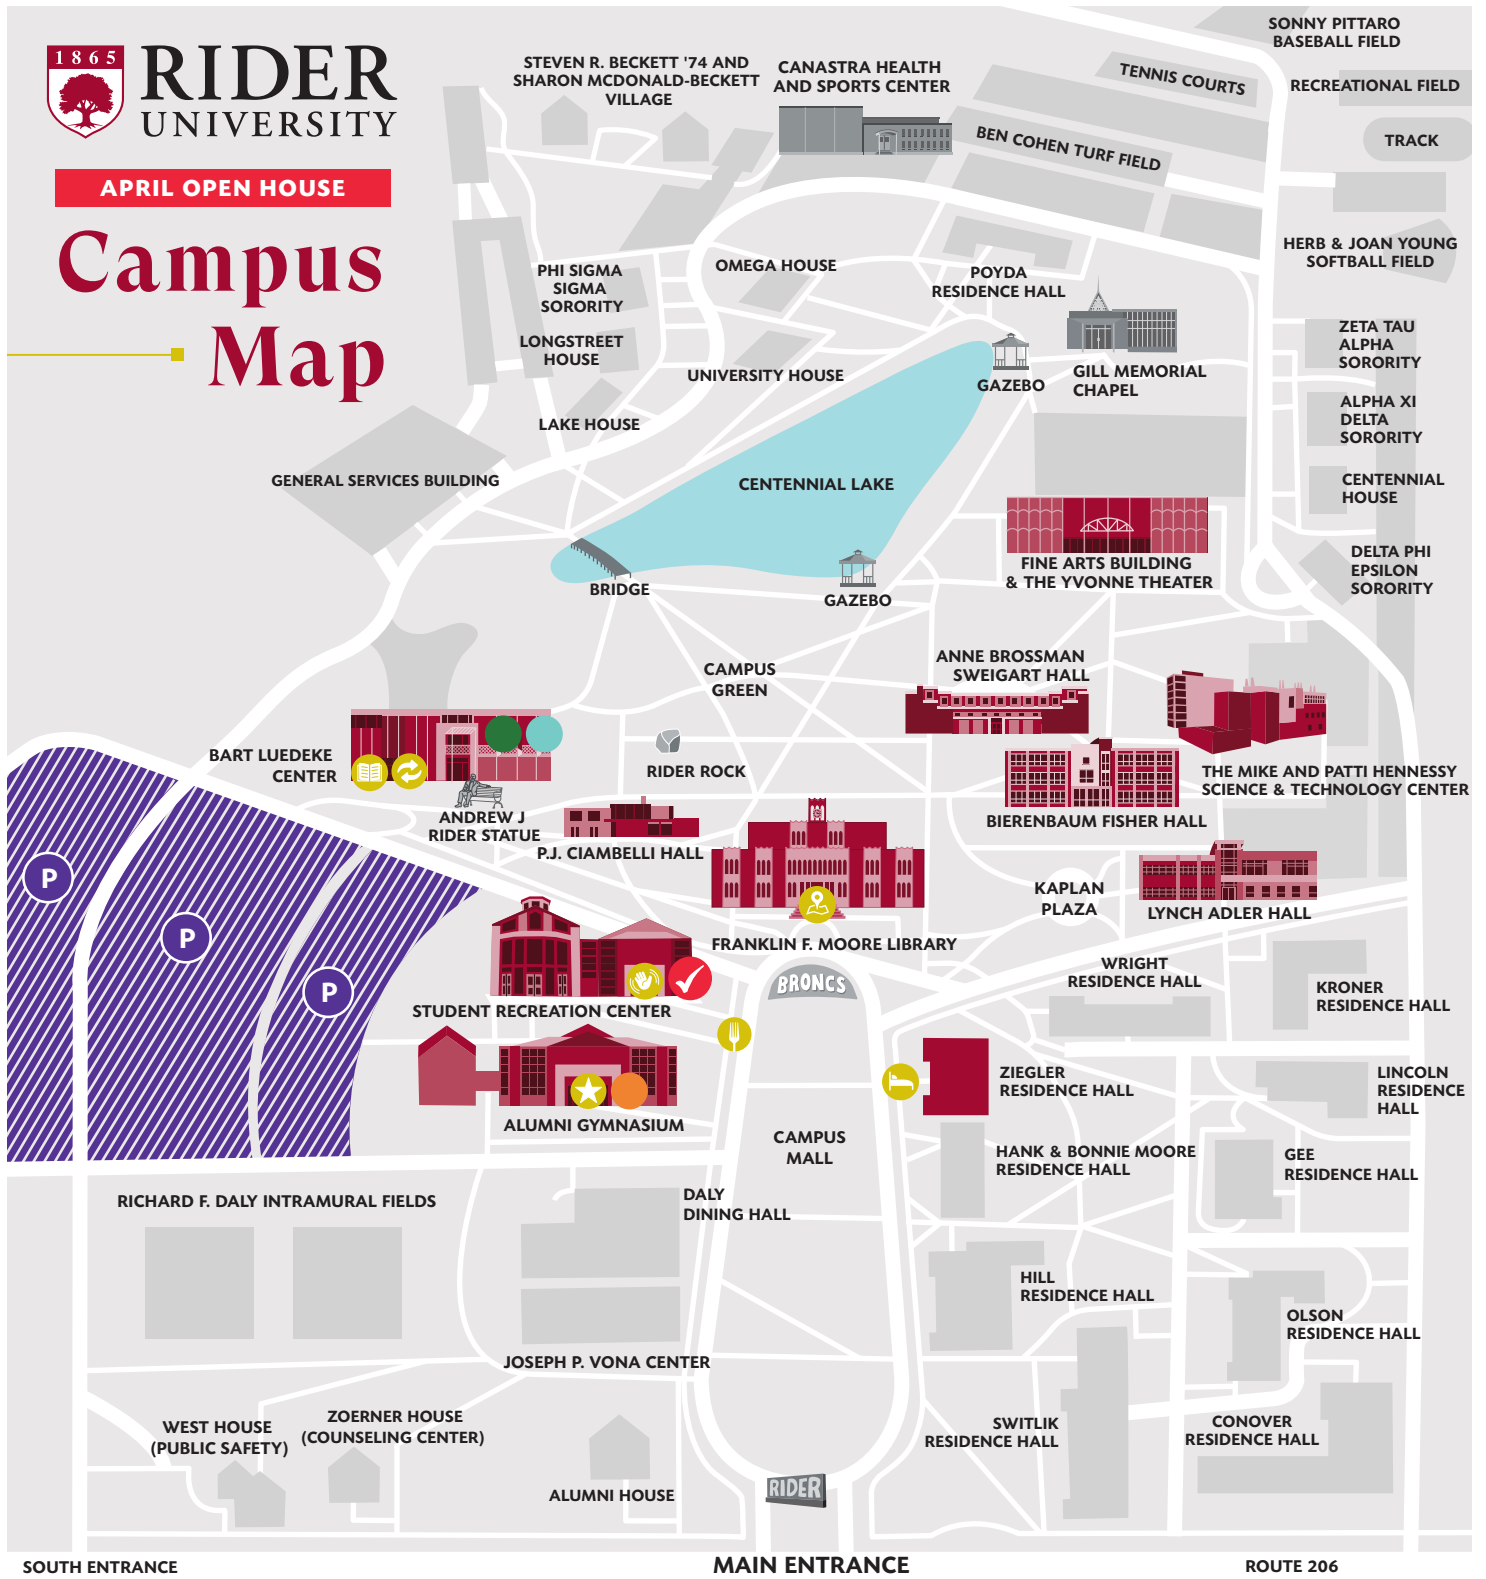 1865
RIDER
UNIVERSITY
APRIL OPEN HOUSE
Campus
Map
STEVEN R. BECKETT '74 AND
SHARON MCDONALD-BECKETT
VILLAGE
CANASTRA HEALTH
AND SPORTS CENTER
SONNY PITTARO
BASEBALL FIELD
TENNIS COURTS
RECREATIONAL FIELD
BEN COHEN TURF FIELD
TRACK
HERB & JOAN YOUNG
SOFTBALL FIELD
PHI SIGMA
SIGMA
SORORITY
OMEGA HOUSE
POYDA
RESIDENCE HALL
LONGSTREET
HOUSE
UNIVERSITY HOUSE
GAZEBO
GILL MEMORIAL
CHAPEL
ZETA TAU
ALPHA
SORORITY
LAKE HOUSE
ALPHA XI
DELTA
SORORITY
GENERAL SERVICES BUILDING
CENTENNIAL LAKE
CENTENNIAL
HOUSE
BRIDGE
GAZEBO
FINE ARTS BUILDING
& THE YVONNE THEATER
DELTA PHI
EPSILON
SORORITY
CAMPUS
GREEN
ANNE BROSSMAN
SWEIGART HALL
BART LUEDEKE
CENTER
RIDER ROCK
THE MIKE AND PATTI HENNESSY
SCIENCE & TECHNOLOGY CENTER
ANDREW J
RIDER STATUE
P.J. CIAMBELLI HALL
BIERENBAUM FISHER HALL
P
P
P
KAPLAN
PLAZA
LYNCH ADLER HALL
FRANKLIN F. MOORE LIBRARY
BRONCS
WRIGHT
RESIDENCE HALL
KRONER
RESIDENCE HALL
STUDENT RECREATION CENTER
ZIEGLER
RESIDENCE HALL
LINCOLN
RESIDENCE
HALL
ALUMNI GYMNASIUM
CAMPUS
MALL
HANK & BONNIE MOORE
RESIDENCE HALL
GEE
RESIDENCE HALL
RICHARD F. DALY INTRAMURAL FIELDS
DALY
DINING HALL
HILL
RESIDENCE HALL
OLSON
RESIDENCE HALL
JOSEPH P. VONA CENTER
WEST HOUSE
(PUBLIC SAFETY)
ZOERNER HOUSE
(COUNSELING CENTER)
SWITLIK
RESIDENCE HALL
CONOVER
RESIDENCE HALL
ALUMNI HOUSE
RIDER
SOUTH ENTRANCE
MAIN ENTRANCE
ROUTE 206